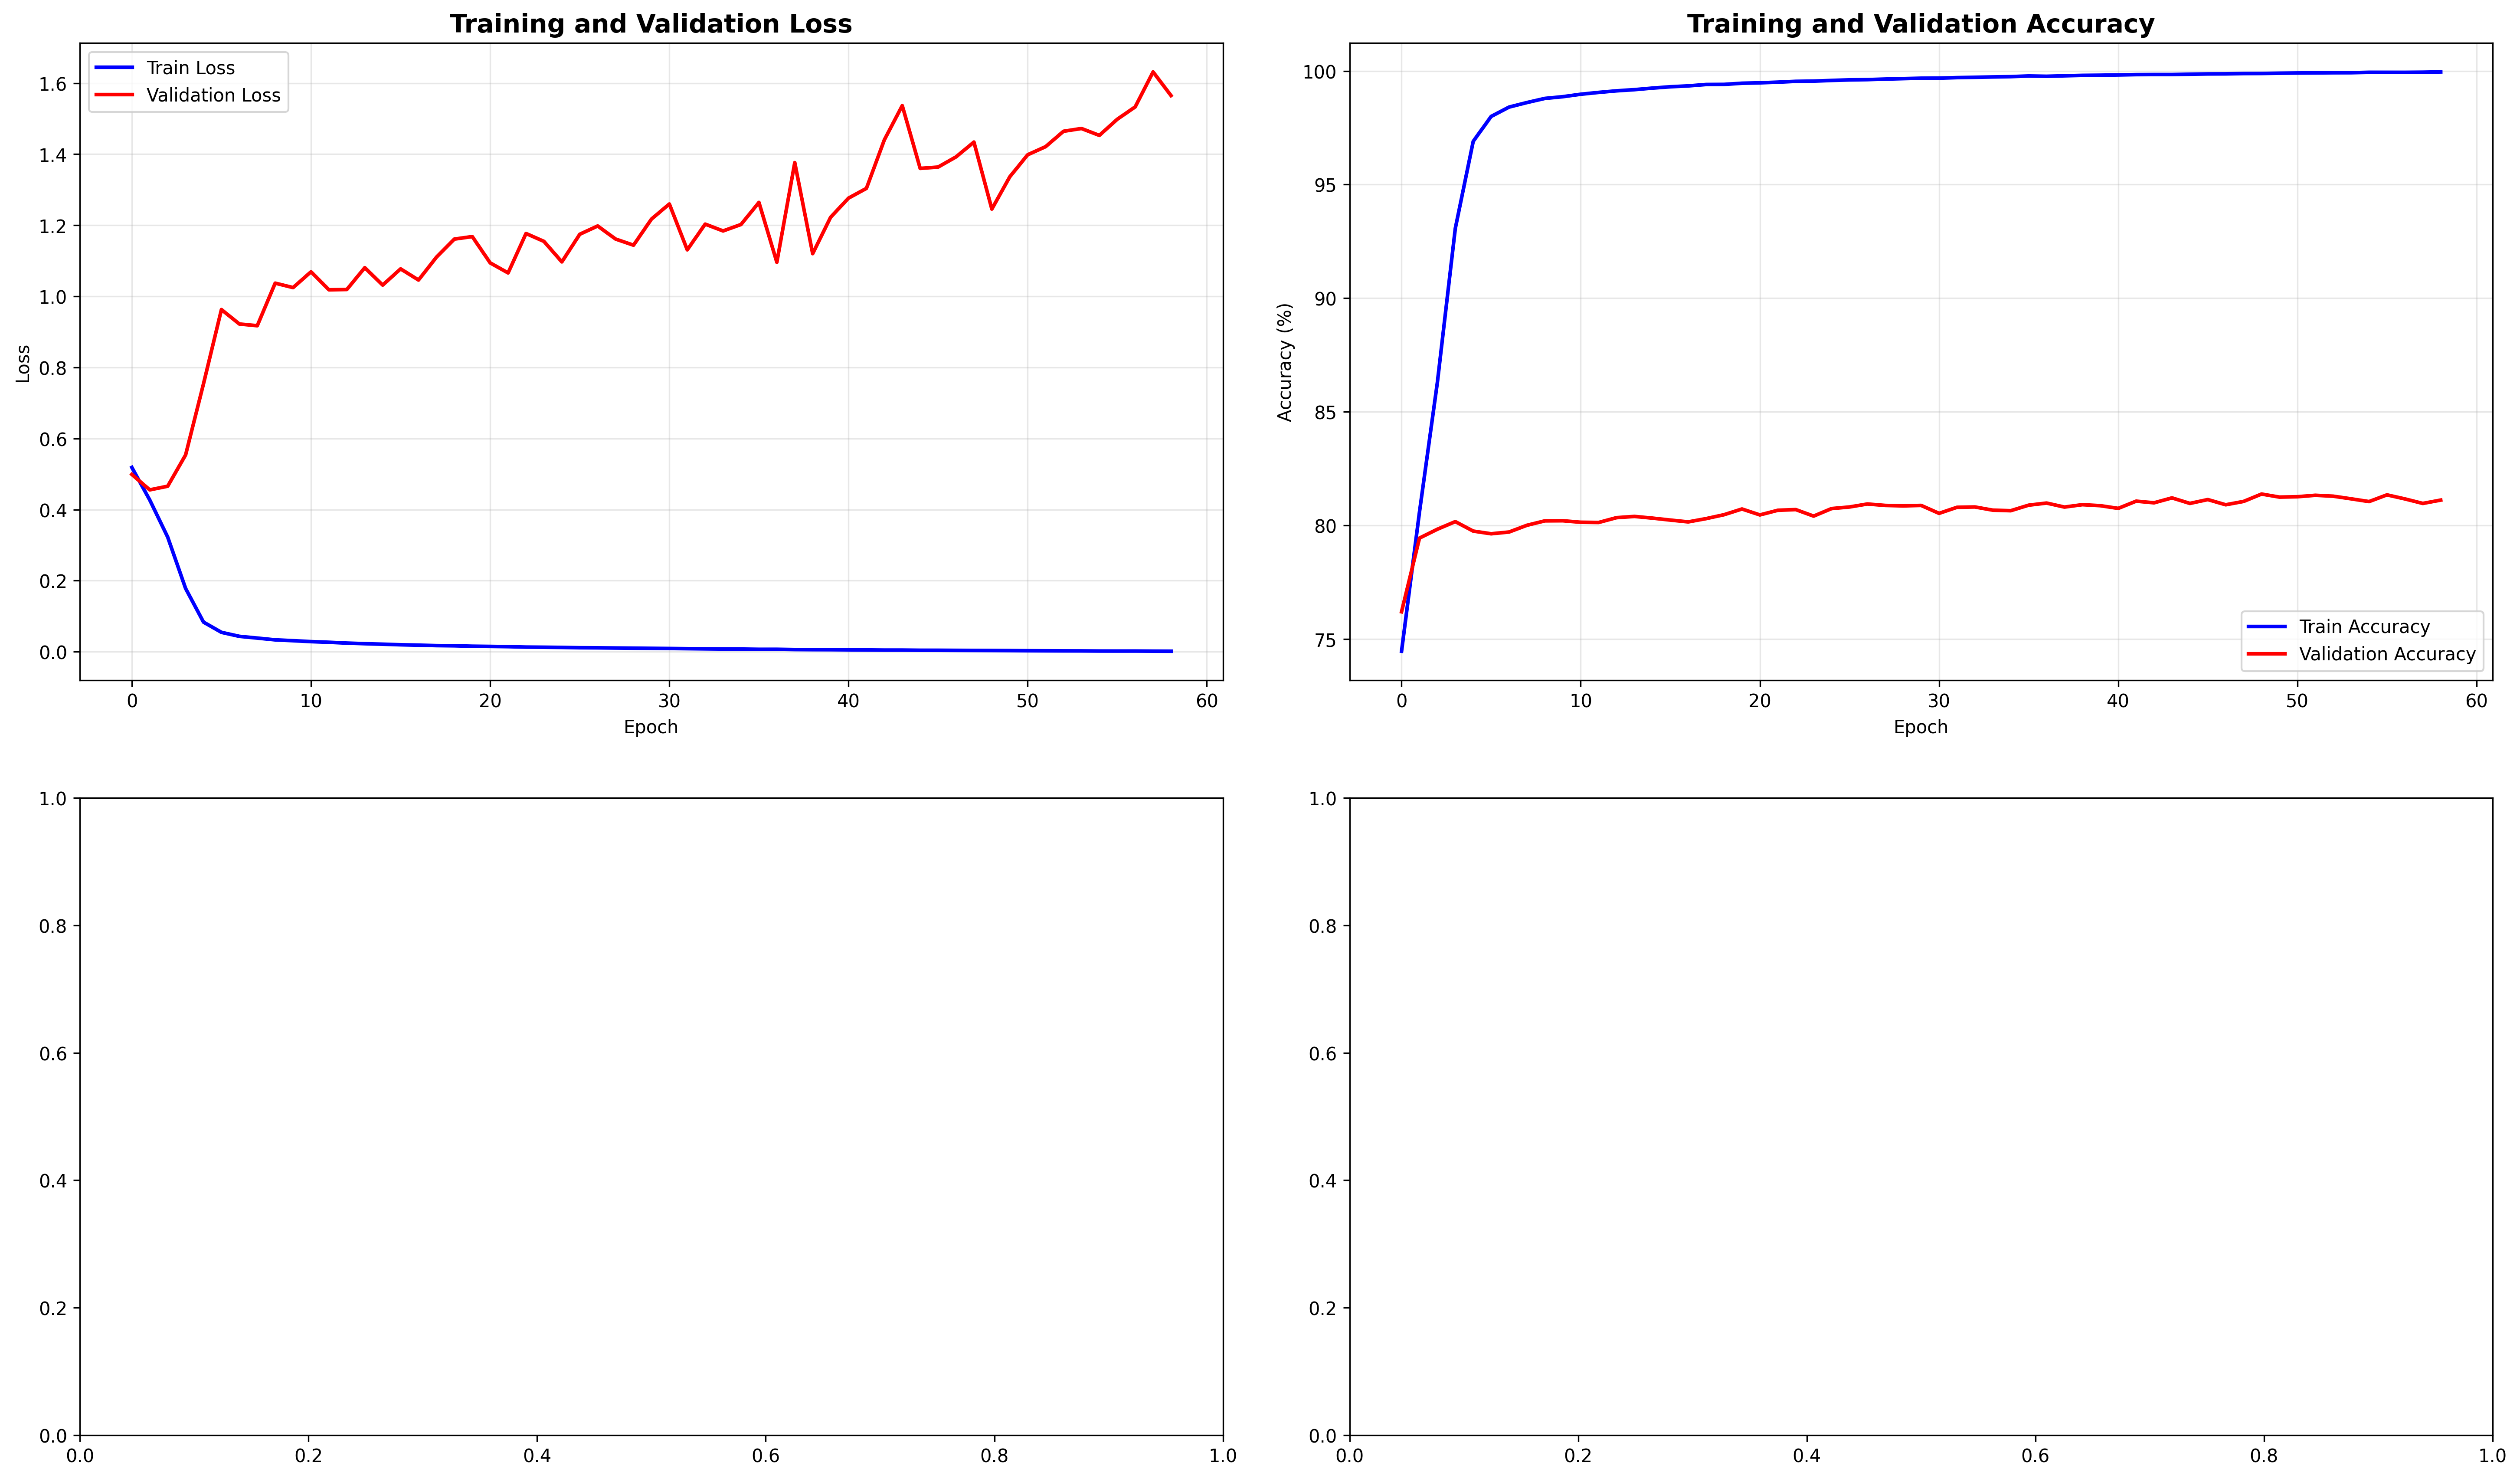 Training and Validation Loss
Train Loss
Validation Loss
Loss
1.6
1.4
1.2
1.0
0.8
0.6
0.4
0.2
0.0
0 10 20 30 40 50 60
Epoch
Training and Validation Accuracy
Accuracy (%)
100
95
90
85
80
75
Train Accuracy
Validation Accuracy
0 10 20 30 40 50 60
Epoch
1.0
0.8
0.6
0.4
0.2
0.0
0.0 0.2 0.4 0.6 0.8 1.0
1.0
0.8
0.6
0.4
0.2
0.0
0.0 0.2 0.4 0.6 0.8 1.0